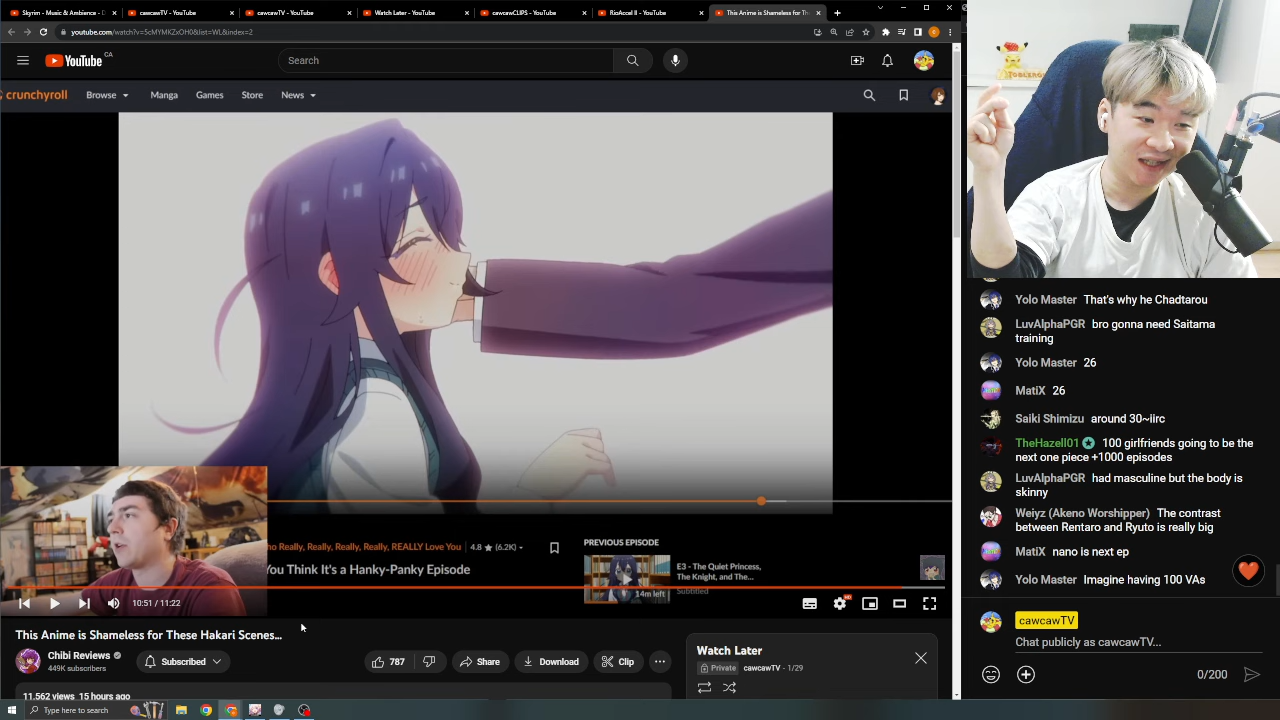 Skyrim - Music & Ambience - C
cawcawTV - YouTube
cawcawTV - YouTube
Watch Later - YouTube
cawcawCLIPS - YouTube
RioAccel II - YouTube
This Anime is Shameless for Th
youtube.com/watch?v=5cMYMKZxOH0&list=WL&index=2
YouTube CA
Search
crunchyroll
Browse
Manga
Games
Store
News
Yolo Master That's why he Chadtarou
LuvAlphaPGR bro gonna need Saitama
training
Yolo Master 26
MatiX 26
Saiki Shimizu around 30~iirc
TheHazell01 100 girlfriends going to be the
next one piece +1000 episodes
LuvAlphaPGR had masculine but the body is
skinny
Weiyz (Akeno Worshipper) The contrast
between Rentaro and Ryuto is really big
MatiX nano is next ep
Yolo Master Imagine having 100 VAs
cawcawTV
Chat publicly as cawcawTV...
0/200
ho Really, Really, Really, Really, REALLY Love You
4.8 ★ (6.2K)
You Think It's a Hanky-Panky Episode
PREVIOUS EPISODE
14m left
E3 - The Quiet Princess,
The Knight, and The...
Subtitled
10:51 / 11:22
HD
This Anime is Shameless for These Hakari Scenes...
Chibi Reviews
449K subscribers
Subscribed
787
Share
Download
Clip
Watch Later
Private cawcawTV - 1/29
11,562 views 15 hours ago
Type here to search